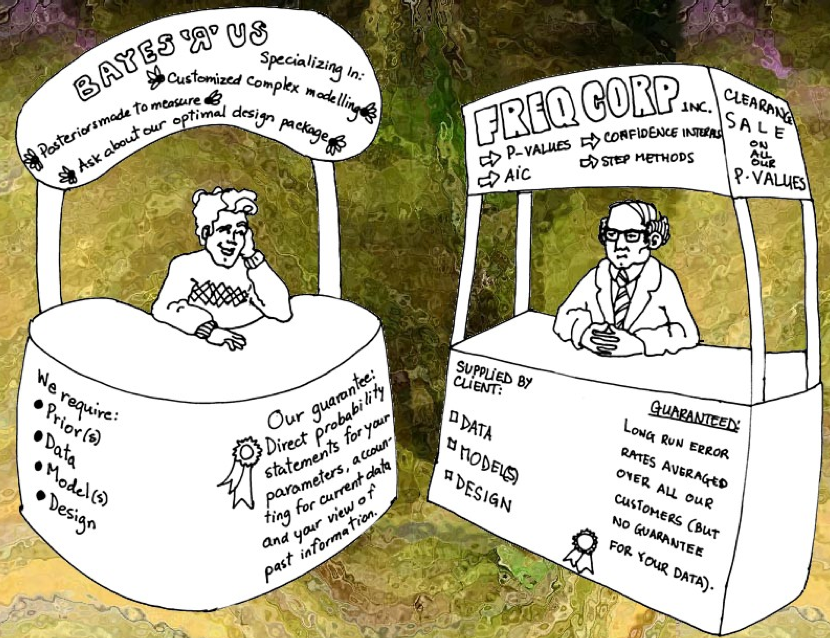 BAYES 'Я' US
Specializing In:
Customized complex modelling
Posteriors made to measure
Ask about our optimal design package
We require:
Prior(s)
Data
Model(s)
Design
Our guarantee:
Direct probability
statements for your
parameters, accoun-
ting for current data
and your view of
past information.
FREQ CORP INC.
P-VALUES
CONFIDENCE INTERVALS
AIC
STEP METHODS
CLEARANCE
SALE
ON
ALL
OUR
P-VALUES
SUPPLIED BY
CLIENT:
DATA
MODEL(S)
DESIGN
GUARANTEED:
LONG RUN ERROR
RATES AVERAGED
OVER ALL OUR
CUSTOMERS (BUT
NO GUARANTEE
FOR YOUR DATA).